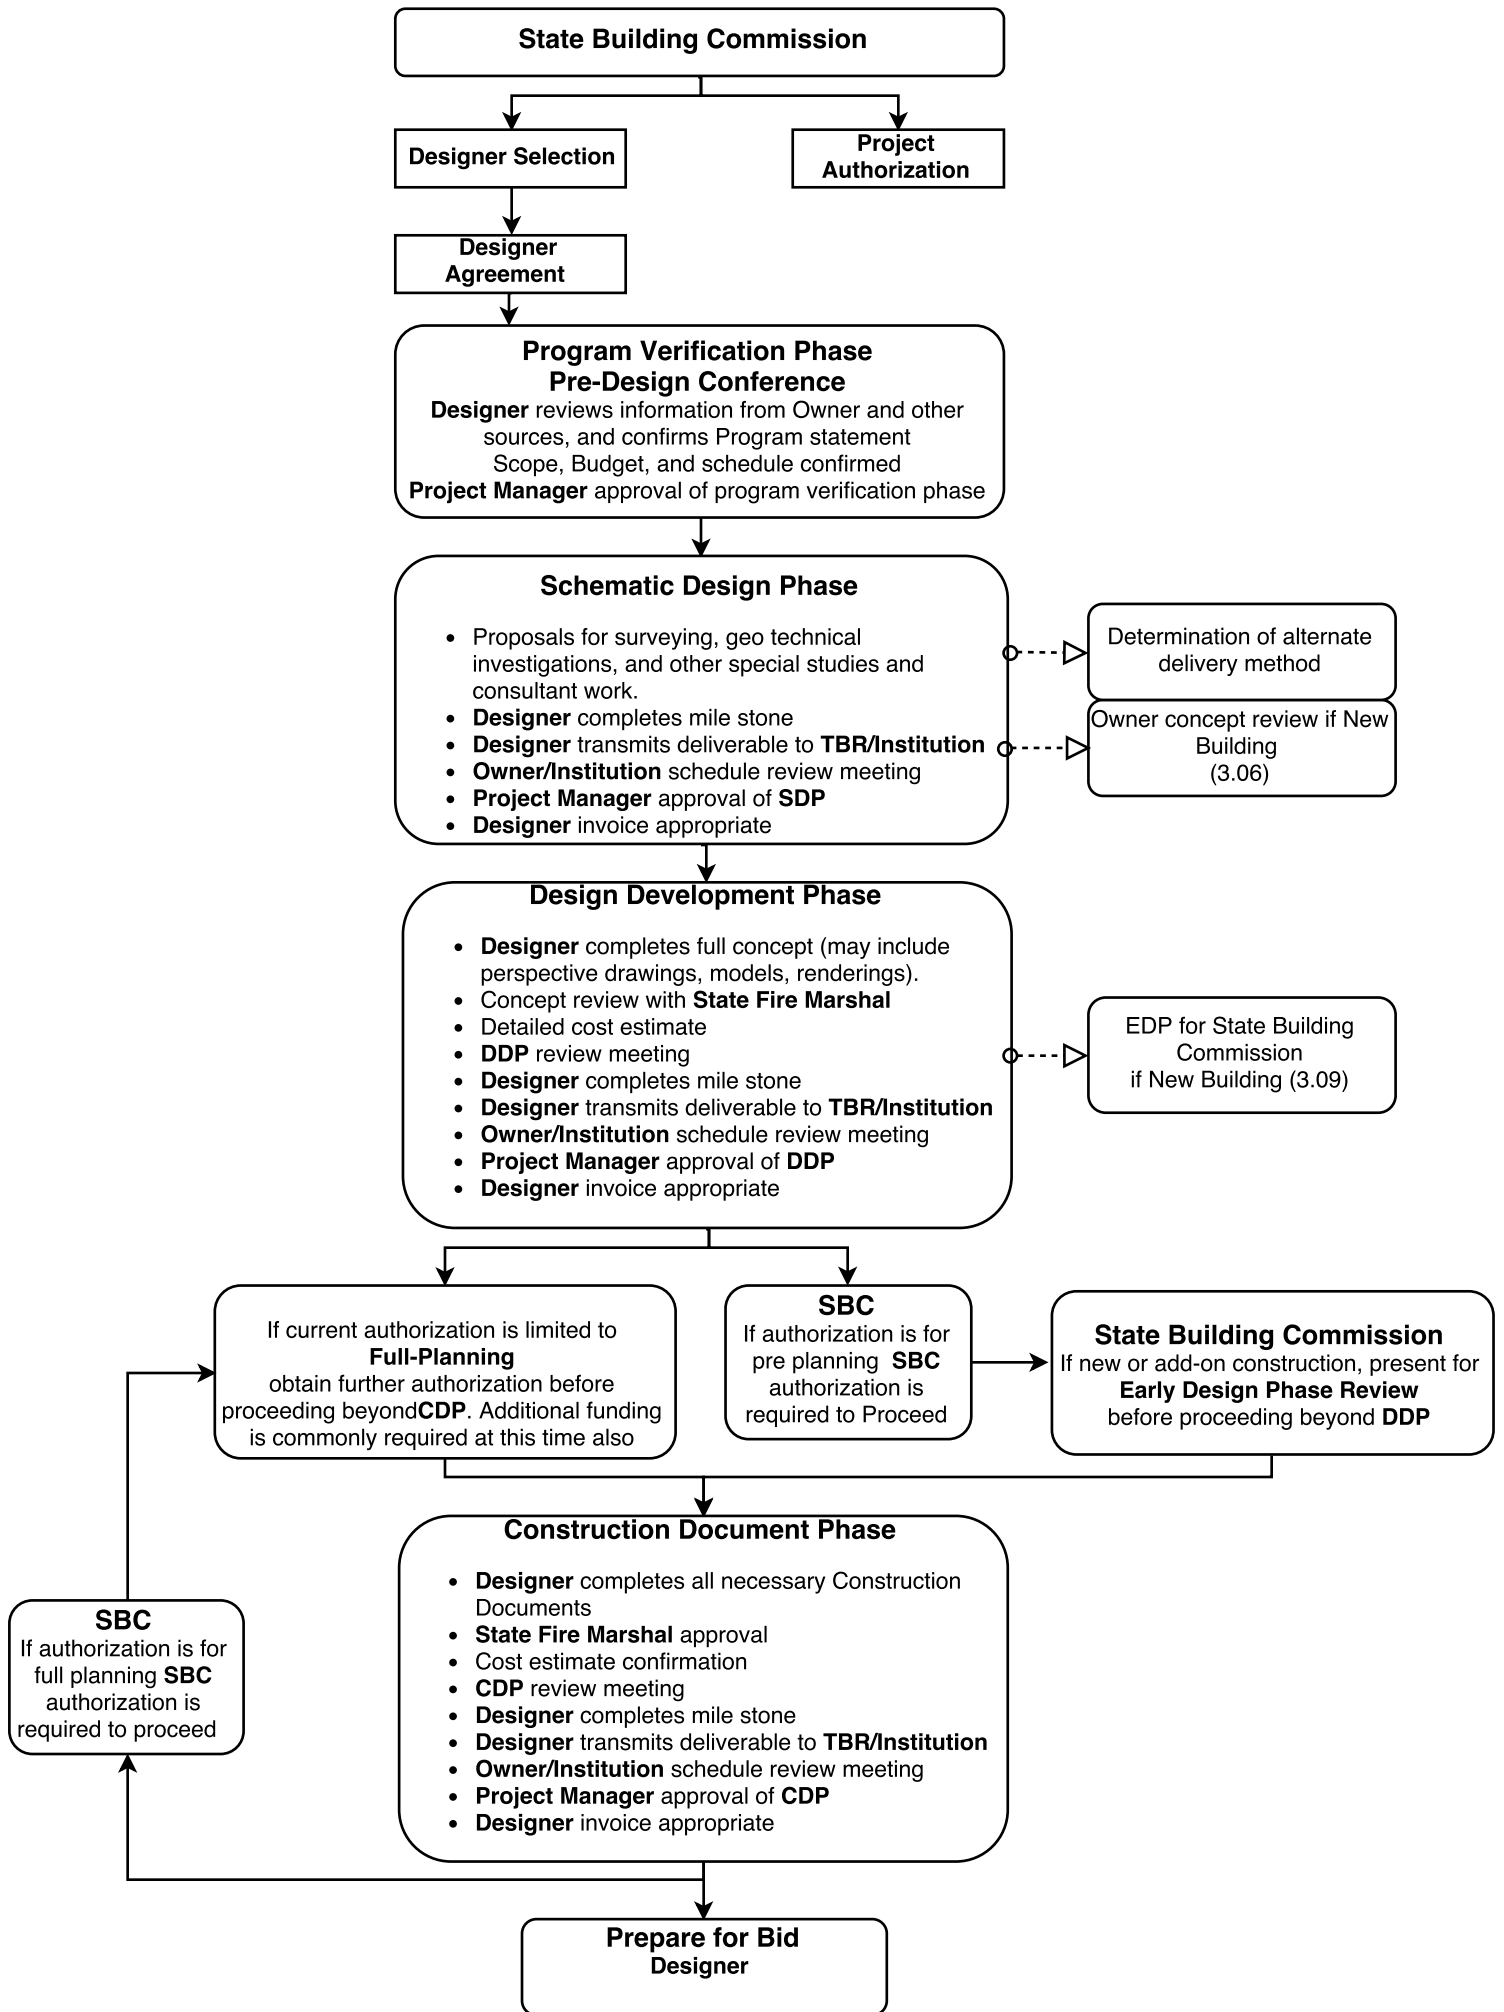 State Building Commission
Designer Selection
Project
Authorization
Designer
Agreement
Program Verification Phase
Pre-Design Conference
Designer reviews information from Owner and other
sources, and confirms Program statement
Scope, Budget, and schedule confirmed
Project Manager approval of program verification phase
Schematic Design Phase
• Proposals for surveying, geo technical
investigations, and other special studies and
consultant work.
• Designer completes mile stone
• Designer transmits deliverable to TBR/Institution
• Owner/Institution schedule review meeting
• Project Manager approval of SDP
• Designer invoice appropriate
Determination of alternate
delivery method
Owner concept review if New
Building
(3.06)
Design Development Phase
• Designer completes full concept (may include
perspective drawings, models, renderings).
• Concept review with State Fire Marshal
• Detailed cost estimate
• DDP review meeting
• Designer completes mile stone
• Designer transmits deliverable to TBR/Institution
• Owner/Institution schedule review meeting
• Project Manager approval of DDP
• Designer invoice appropriate
EDP for State Building
Commission
if New Building (3.09)
If current authorization is limited to
Full-Planning
obtain further authorization before
proceeding beyondCDP. Additional funding
is commonly required at this time also
SBC
If authorization is for
pre planning SBC
authorization is
required to Proceed
State Building Commission
If new or add-on construction, present for
Early Design Phase Review
before proceeding beyond DDP
Construction Document Phase
• Designer completes all necessary Construction
Documents
• State Fire Marshal approval
• Cost estimate confirmation
• CDP review meeting
• Designer completes mile stone
• Designer transmits deliverable to TBR/Institution
• Owner/Institution schedule review meeting
• Project Manager approval of CDP
• Designer invoice appropriate
SBC
If authorization is for
full planning SBC
authorization is
required to proceed
Prepare for Bid
Designer